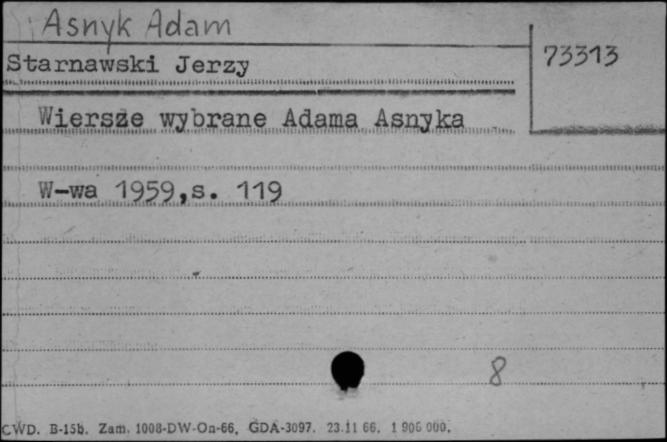 Asnyk Adam
73313
Starnawski Jerzy
Wiersze wybrane Adama Asnyka
W-wa 1959,s. 119
8
CWD. B-15b. Zam. 1008-DW-On-66. GDA-3097. 23.11 66. 1 906 000.